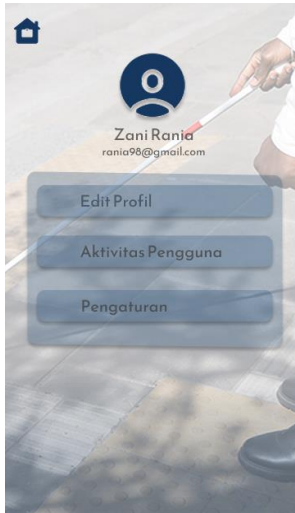 Zani Rania
rania98@gmail.com
Edit Profil
Aktivitas Pengguna
Pengaturan